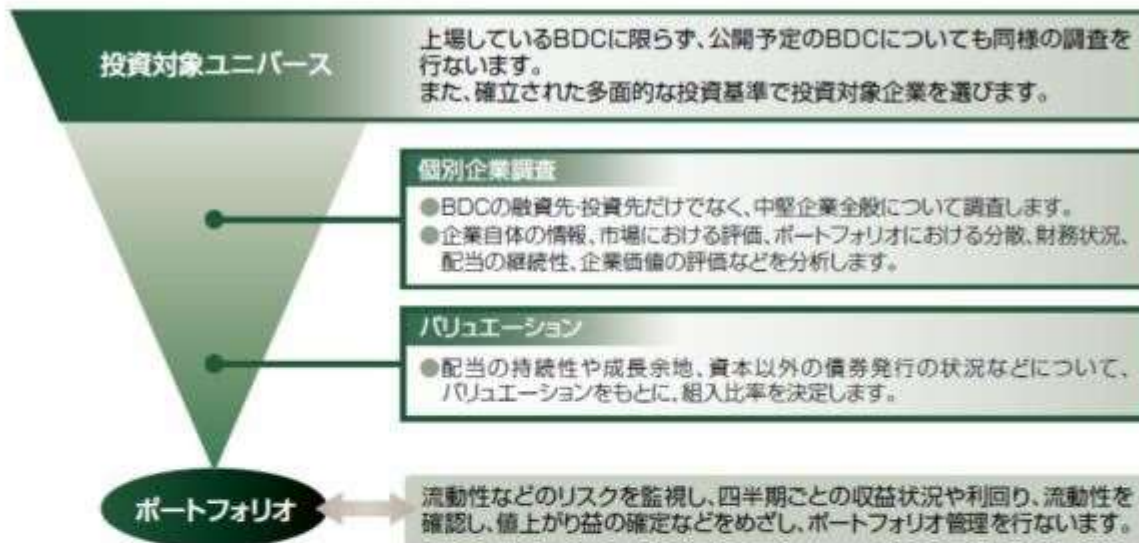 投資対象ユニバース
上場しているBDCに限らず、公開予定のBDCについても同様の調査を
行ないます。
また、確立された多面的な投資基準で投資対象企業を選びます。
個別企業調査
●BDCの融資先・投資先だけでなく、中堅企業全般について調査します。
●企業自体の情報、市場における評価、ポートフォリオにおける分散、財務状況、
配当の継続性、企業価値の評価などを分析します。
バリュエーション
●配当の持続性や成長余地、資本以外の債券発行の状況などについて、
バリュエーションをもとに、組入比率を決定します。
ポートフォリオ
流動性などのリスクを監視し、四半期ごとの収益状況や利回り、流動性を
確認し、値上がり益の確定などをめざし、ポートフォリオ管理を行ないます。